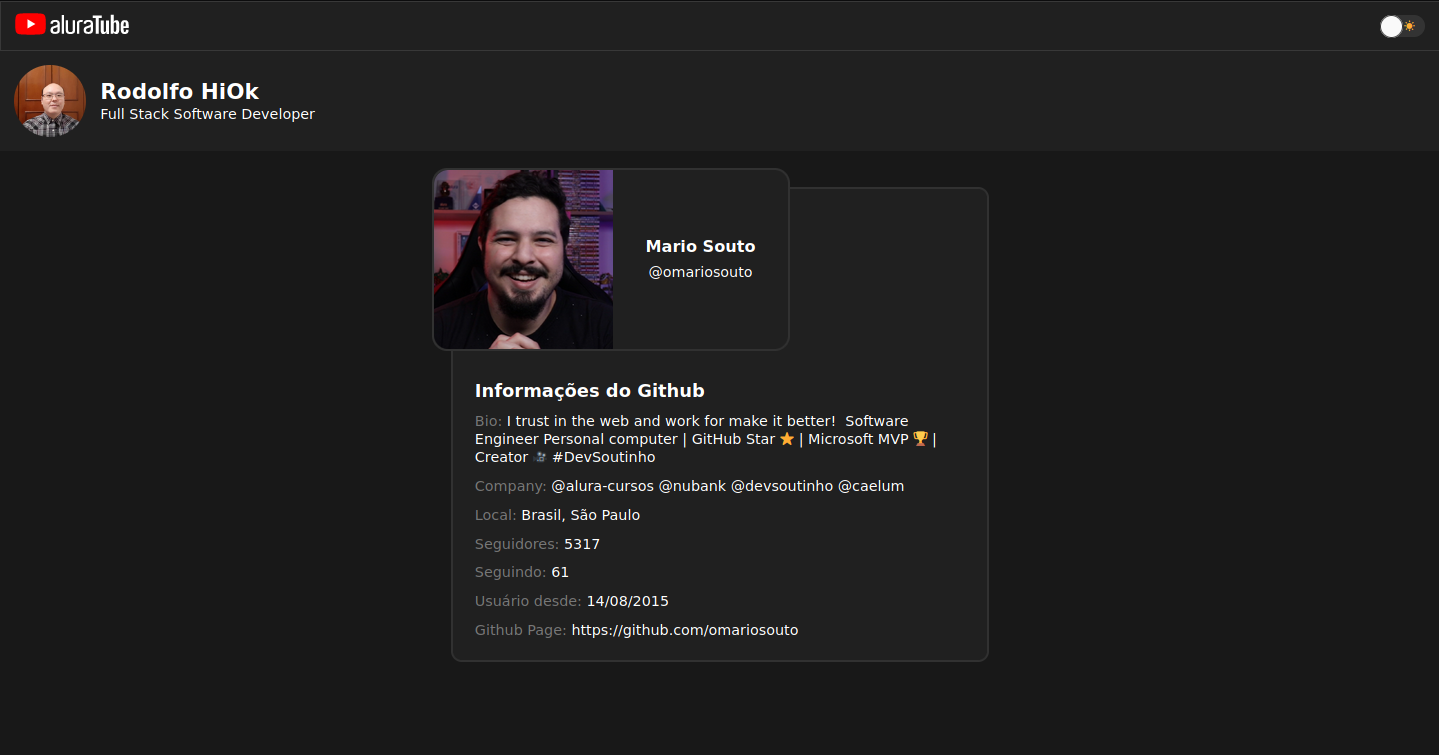 aluraTube
Rodolfo HiOk
Full Stack Software Developer
Mario Souto
@omariosouto
Informações do Github
Bio: I trust in the web and work for make it better!  Software
Engineer Personal computer | GitHub Star ⭐ | Microsoft MVP 🏆 |
Creator 🎥 #DevSoutinho
Company: @alura-cursos @nubank @devsoutinho @caelum
Local: Brasil, São Paulo
Seguidores: 5317
Seguindo: 61
Usuário desde: 14/08/2015
Github Page: https://github.com/omariosouto